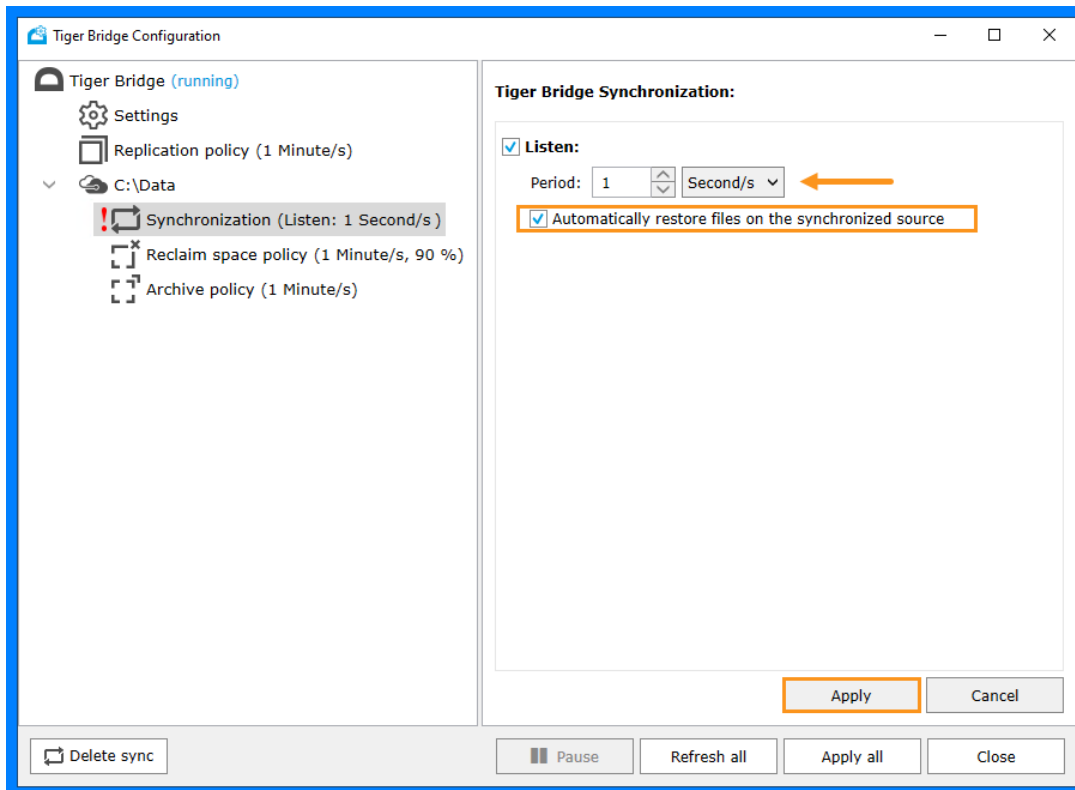 Tiger Bridge Configuration
Tiger Bridge (running)
Settings
Replication policy (1 Minute/s)
C:\Data
! Synchronization (Listen: 1 Second/s )
Reclaim space policy (1 Minute/s, 90 %)
Archive policy (1 Minute/s)
Tiger Bridge Synchronization:
Listen:
Period: 1 Second/s
Automatically restore files on the synchronized source
Apply Cancel
Delete sync Pause Refresh all Apply all Close